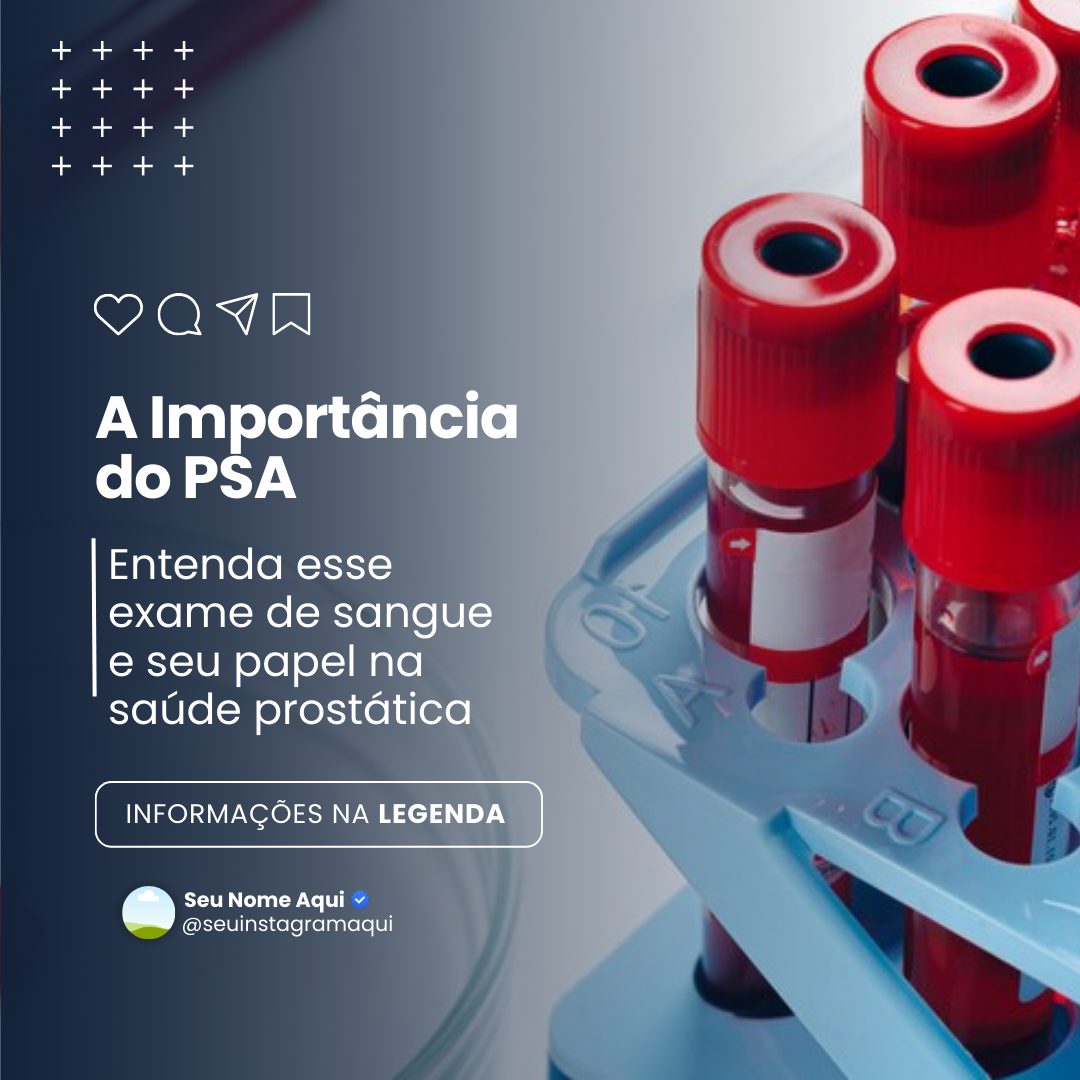 A Importância
do PSA
Entenda esse
exame de sangue
e seu papel na
saúde prostática
INFORMAÇÕES NA LEGENDA
Seu Nome Aqui
@seuinstagramaqui
A
B